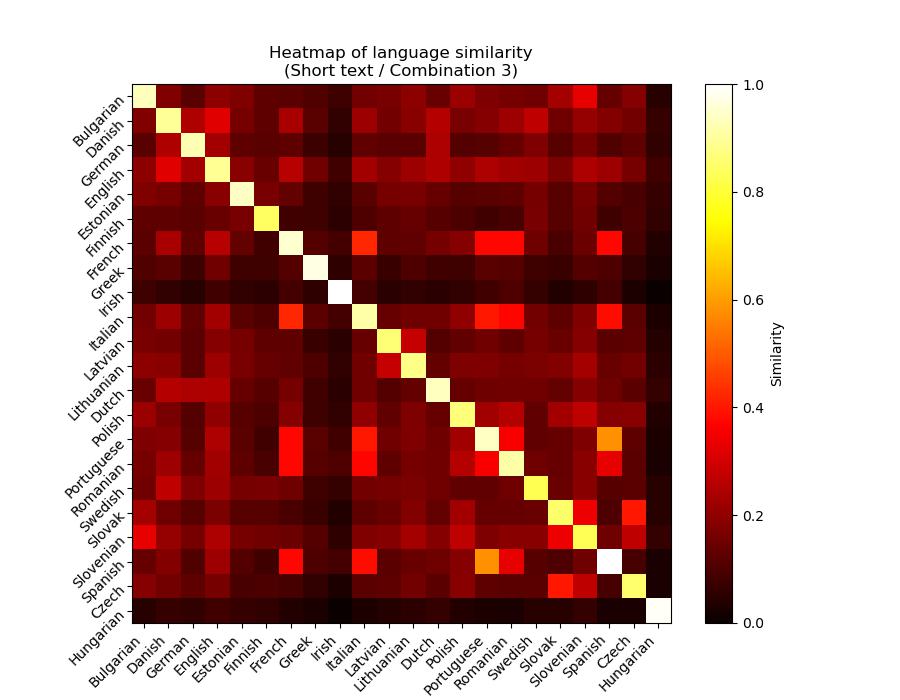 Heatmap of language similarity
(Short text / Combination 3)
Bulgarian
Danish
German
English
Estonian
Finnish
French
Greek
Irish
Italian
Latvian
Lithuanian
Dutch
Polish
Portuguese
Romanian
Swedish
Slovak
Slovenian
Spanish
Czech
Hungarian
Bulgarian
Danish
German
English
Estonian
Finnish
French
Greek
Irish
Italian
Latvian
Lithuanian
Dutch
Polish
Portuguese
Romanian
Swedish
Slovak
Slovenian
Spanish
Czech
Hungarian
1.0
0.8
0.6
0.4
0.2
0.0
Similarity